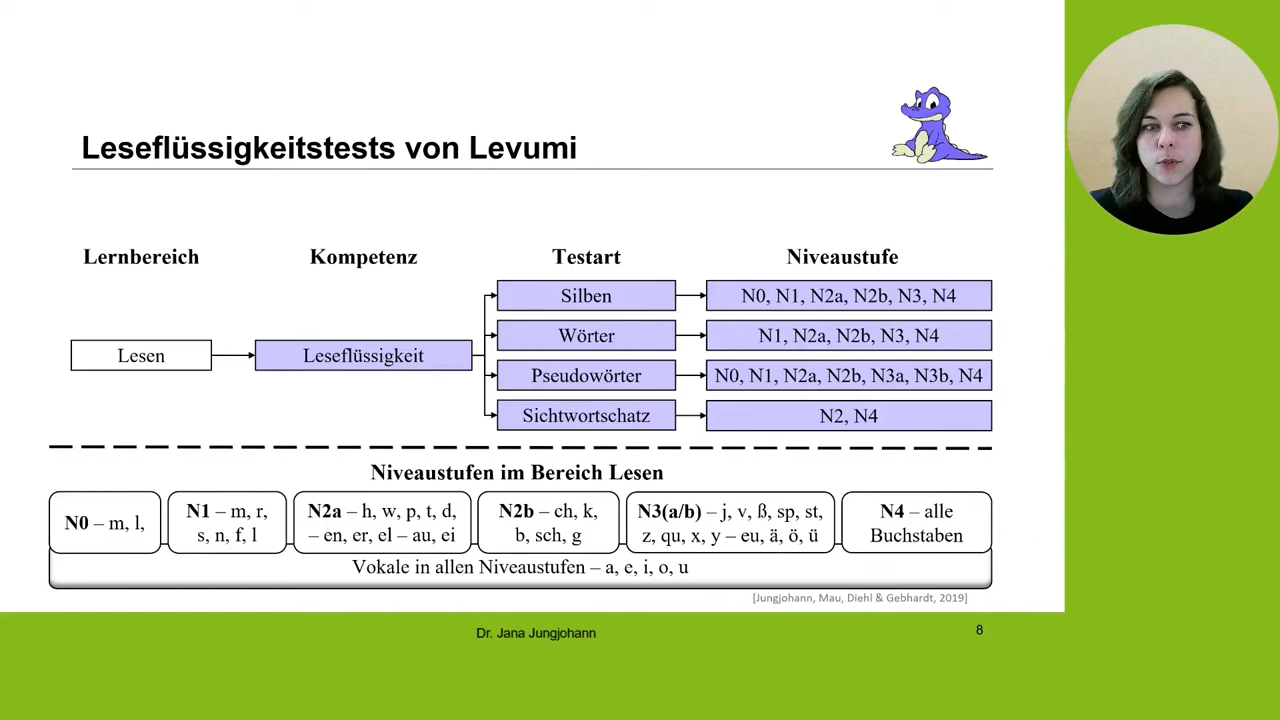 Leseflüssigkeitstests von Levumi
Lernbereich
Kompetenz
Testart
Niveaustufe
Lesen
Leseflüssigkeit
Silben
N0, N1, N2a, N2b, N3, N4
Wörter
N1, N2a, N2b, N3, N4
Pseudowörter
N0, N1, N2a, N2b, N3a, N3b, N4
Sichtwortschatz
N2, N4
Niveaustufen im Bereich Lesen
N0 – m, l,
N1 – m, r,
s, n, f, l
N2a – h, w, p, t, d,
– en, er, el – au, ei
N2b – ch, k,
b, sch, g
N3(a/b) – j, v, ß, sp, st,
z, qu, x, y – eu, ä, ö, ü
N4 – alle
Buchstaben
Vokale in allen Niveaustufen – a, e, i, o, u
[Jungjohann, Mau, Diehl & Gebhardt, 2019]
Dr. Jana Jungjohann
8